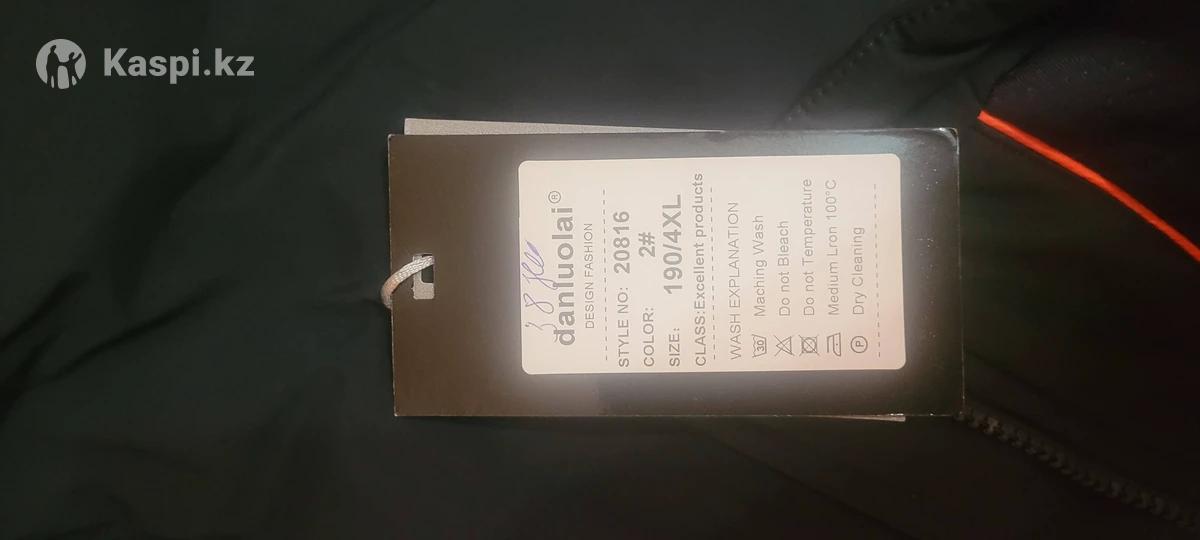 Kaspi.kz
danluolai®
DESIGN FASHION
STYLE NO: 20816
COLOR: 2#
SIZE: 190/4XL
CLASS:Excellent products
WASH EXPLANATION
30 Maching Wash
Do not Bleach
Do not Temperature
Medium Lron 100°C
P Dry Cleaning